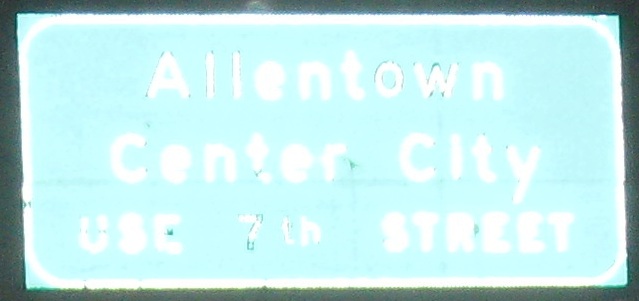 Allentown
Center City
USE 7th STREET